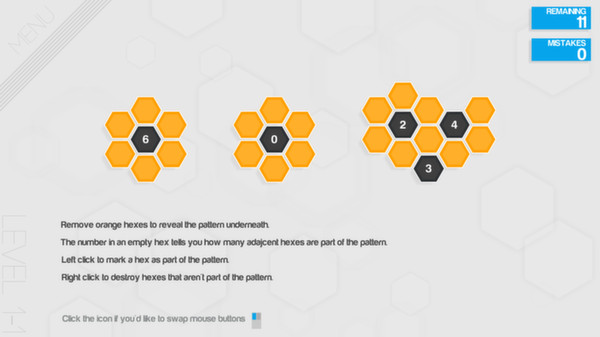 MENU
REMAINING
11
MISTAKES
0
6
0
2
4
3
Remove orange hexes to reveal the pattern underneath.
The number in an empty hex tells you how many adajcent hexes are part of the pattern.
Left click to mark a hex as part of the pattern.
Right click to destroy hexes that aren't part of the pattern.
LEVEL 1-1
Click the icon if you'd like to swap mouse buttons